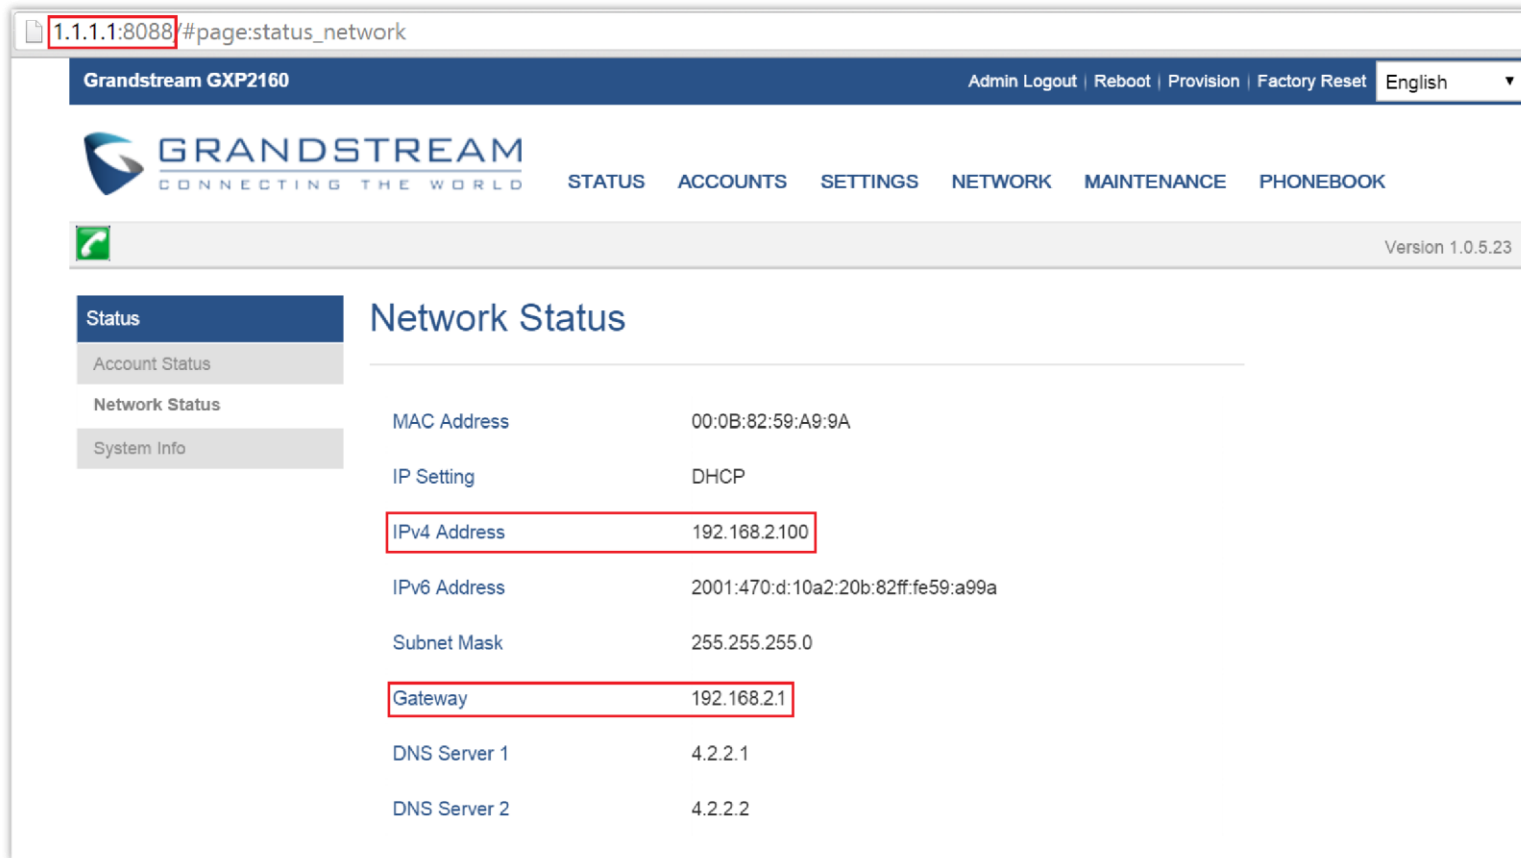 1.1.1.1:8088/#page:status_network
Grandstream GXP2160
Admin Logout | Reboot | Provision | Factory Reset
English
GRANDSTREAM
CONNECTING THE WORLD
STATUS ACCOUNTS SETTINGS NETWORK MAINTENANCE PHONEBOOK
Version 1.0.5.23
Status
Account Status
Network Status
System Info
Network Status
MAC Address 00:0B:82:59:A9:9A
IP Setting DHCP
IPv4 Address 192.168.2.100
IPv6 Address 2001:470:d:10a2:20b:82ff:fe59:a99a
Subnet Mask 255.255.255.0
Gateway 192.168.2.1
DNS Server 1 4.2.2.1
DNS Server 2 4.2.2.2